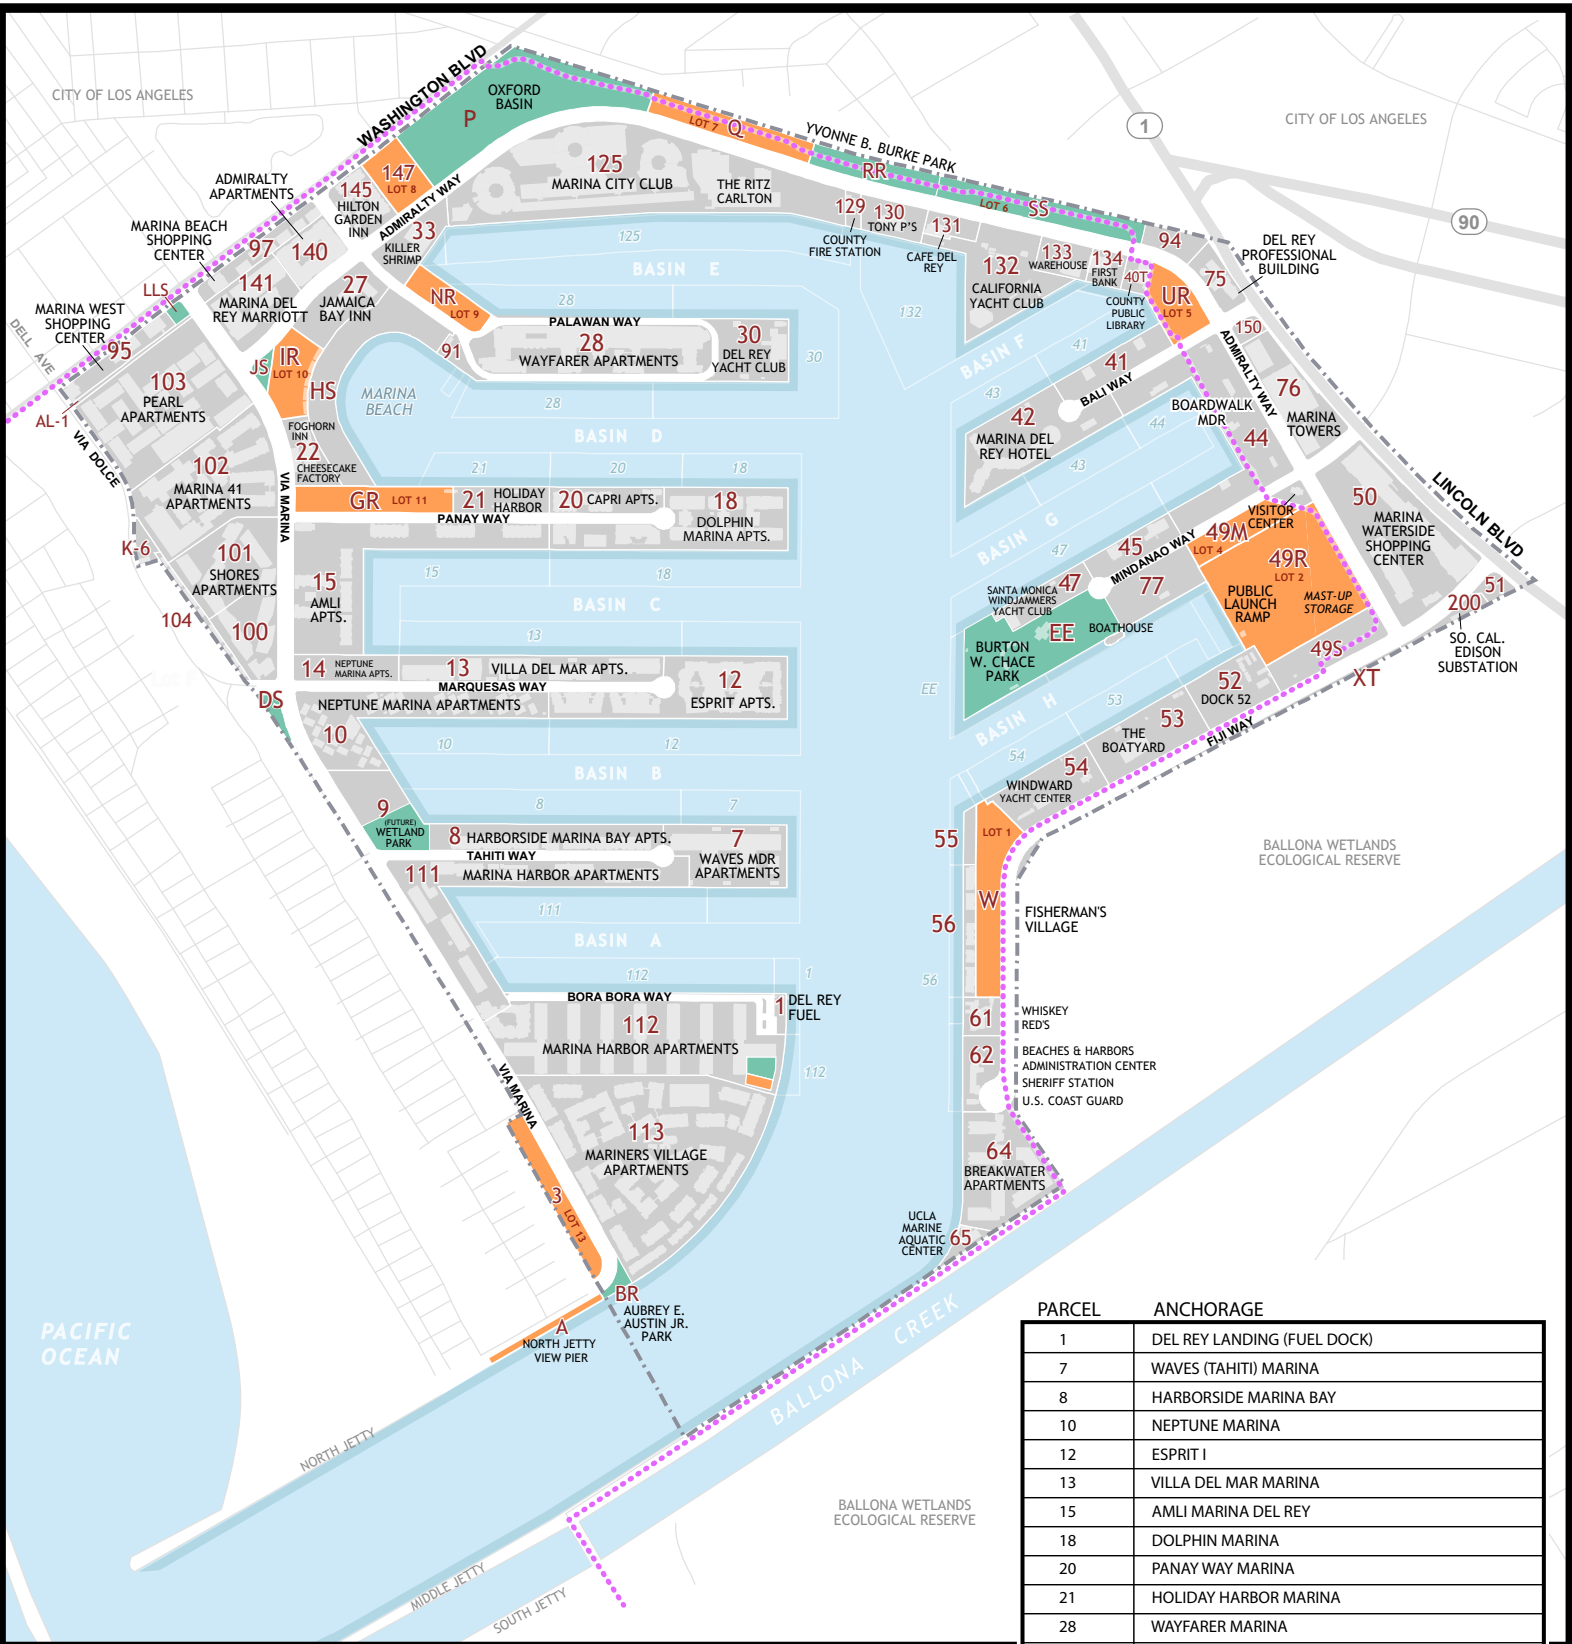 CITY OF LOS ANGELES
WASHINGTON BLVD
OXFORD
BASIN
P
LOT 7
Q
YVONNE B. BURKE PARK
1
CITY OF LOS ANGELES
90
ADMIRALTY
APARTMENTS
145
HILTON
GARDEN
INN
147
LOT 8
ADMIRALTY WAY
125
MARINA CITY CLUB
THE RITZ
CARLTON
RR
LOT 6
SS
MARINA BEACH
SHOPPING
CENTER
97
140
33
KILLER
SHRIMP
129
COUNTY
FIRE STATION
130
TONY P'S
131
CAFE DEL
REY
132
CALIFORNIA
YACHT CLUB
133
WAREHOUSE
134
FIRST
BANK
40T
COUNTY
PUBLIC
LIBRARY
94
75
DEL REY
PROFESSIONAL
BUILDING
UR
LOT 5
150
LLS
141
MARINA DEL
REY MARRIOTT
27
JAMAICA
BAY INN
NR
LOT 9
125
BASIN E
28
132
MARINA WEST
SHOPPING
CENTER
95
DELL AVE
AL-1
VIA DOLCE
103
PEARL
APARTMENTS
JS
IR
LOT 10
HS
91
PALAWAN WAY
28
WAYFARER APARTMENTS
30
DEL REY
YACHT CLUB
30
MARINA
BEACH
28
BASIN D
BASIN F
41
43
41
BALI WAY
42
MARINA DEL
REY HOTEL
44
43
BOARDWALK
MDR
44
ADMIRALTY WAY
76
MARINA
TOWERS
FOGHORN
INN
22
CHEESECAKE
FACTORY
102
MARINA 41
APARTMENTS
VIA MARINA
21
20
18
GR
LOT 11
21
HOLIDAY
HARBOR
20
CAPRI APTS.
18
DOLPHIN
MARINA APTS.
PANAY WAY
BASIN G
47
VISITOR
CENTER
50
MARINA
WATERSIDE
SHOPPING
CENTER
LINCOLN BLVD
K-6
101
SHORES
APARTMENTS
104
100
15
AMLI
APTS.
15
18
BASIN C
13
45
MINDANAO WAY
49M
LOT 4
49R
LOT 2
PUBLIC
LAUNCH
RAMP
MAST-UP
STORAGE
47
SANTA MONICA
WINDJAMMERS
YACHT CLUB
77
EE
BOATHOUSE
BURTON
W. CHACE
PARK
EE
49S
51
200
SO. CAL.
EDISON
SUBSTATION
XT
14
NEPTUNE
MARINA APTS.
13
VILLA DEL MAR APTS.
MARQUESAS WAY
12
ESPRIT APTS.
DS
NEPTUNE MARINA APARTMENTS
10
10
12
BASIN B
8
7
BASIN H
53
54
52
DOCK 52
53
THE
BOATYARD
FIJI WAY
54
WINDWARD
YACHT CENTER
9
(FUTURE)
WETLAND
PARK
8
HARBORSIDE MARINA BAY APTS.
TAHITI WAY
7
WAVES MDR
APARTMENTS
111
MARINA HARBOR APARTMENTS
111
BASIN A
112
1
55
LOT 1
W
56
56
FISHERMAN'S
VILLAGE
BALLONA WETLANDS
ECOLOGICAL RESERVE
BORA BORA WAY
1
DEL REY
FUEL
112
MARINA HARBOR APARTMENTS
112
61
WHISKEY
RED'S
62
BEACHES & HARBORS
ADMINISTRATION CENTER
SHERIFF STATION
U.S. COAST GUARD
VIA MARINA
113
MARINERS VILLAGE
APARTMENTS
64
BREAKWATER
APARTMENTS
3
LOT 13
UCLA
MARINE
AQUATIC
CENTER
65
BR
AUBREY E.
AUSTIN JR.
PARK
A
NORTH JETTY
VIEW PIER
PACIFIC
OCEAN
BALLONA CREEK
NORTH JETTY
MIDDLE JETTY
SOUTH JETTY
BALLONA WETLANDS
ECOLOGICAL RESERVE
PARCEL ANCHORAGE
1 DEL REY LANDING (FUEL DOCK)
7 WAVES (TAHITI) MARINA
8 HARBORSIDE MARINA BAY
10 NEPTUNE MARINA
12 ESPRIT I
13 VILLA DEL MAR MARINA
15 AMLI MARINA DEL REY
18 DOLPHIN MARINA
20 PANAY WAY MARINA
21 HOLIDAY HARBOR MARINA
28 WAYFARER MARINA